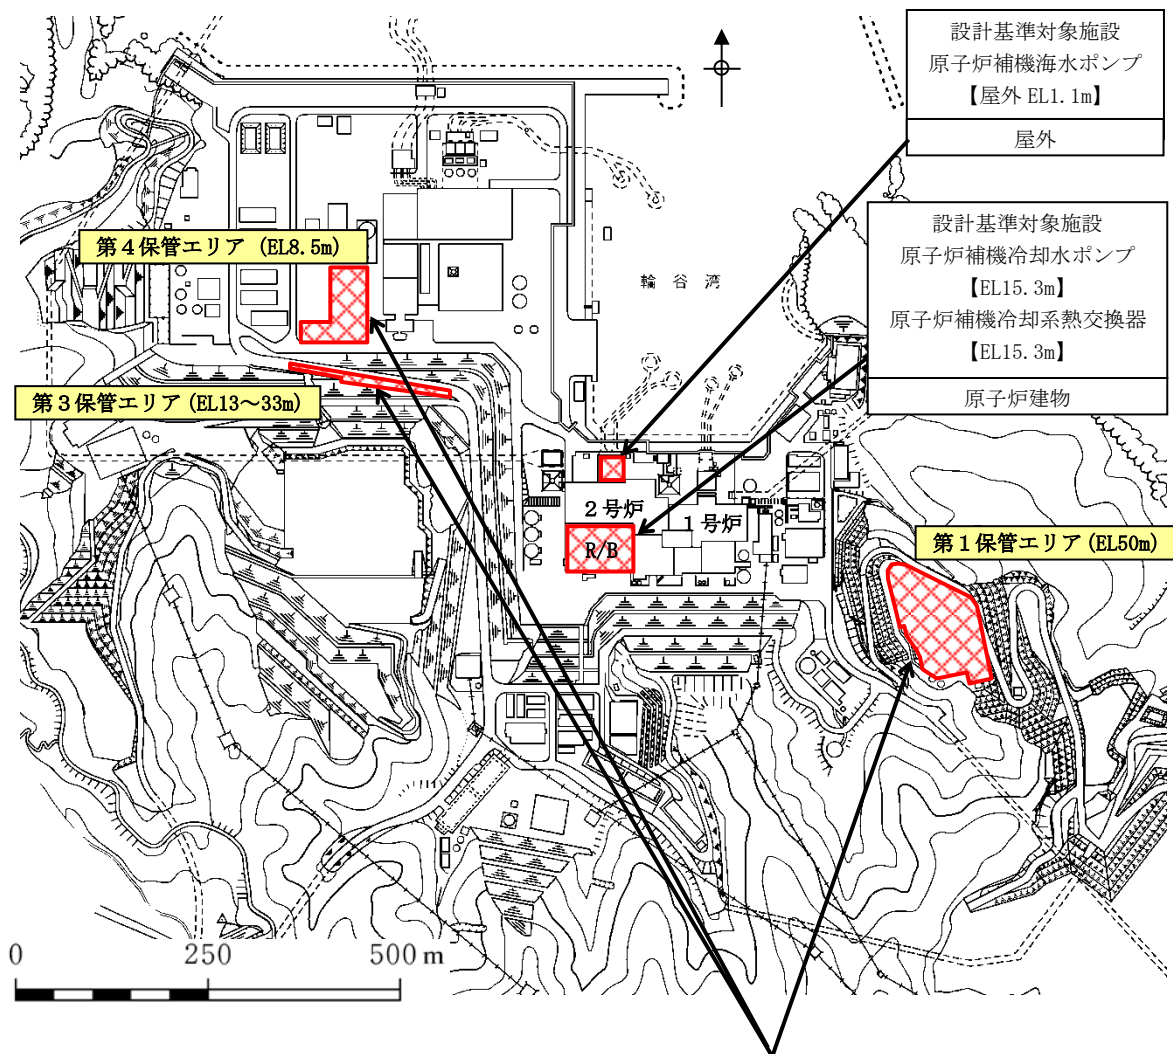 設計基準対象施設
原子炉補機海水ポンプ
【屋外 EL1.1m】
屋外
設計基準対象施設
原子炉補機冷却水ポンプ
【EL15.3m】
原子炉補機冷却系熱交換器
【EL15.3m】
原子炉建物
第4保管エリア (EL8.5m)
輪谷湾
第3保管エリア (EL13~33m)
2号炉
1号炉
R/B
第1保管エリア (EL50m)
0 250 500 m